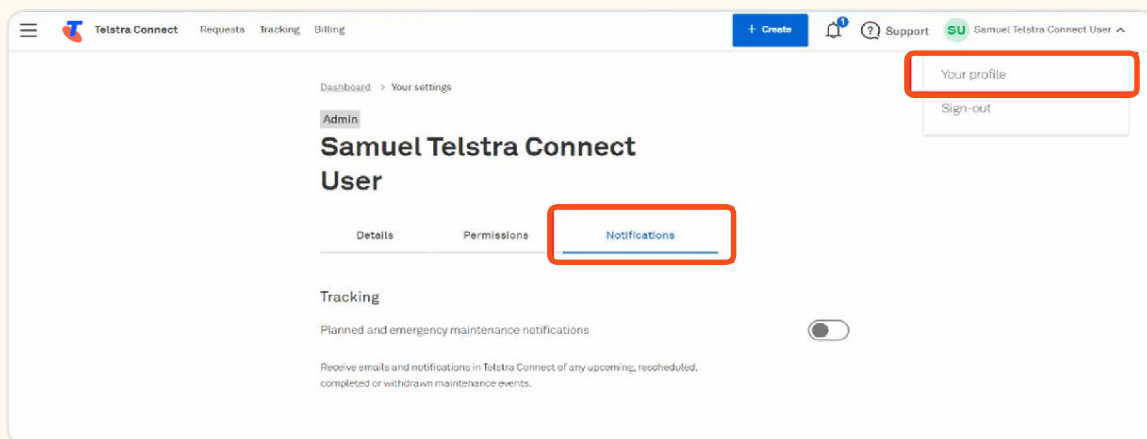 Telstra Connect Requests Tracking Billing + Create 1 ? Support SU Samuel Telstra Connect User
Your profile
Sign-out
Dashboard > Your settings
Admin
Samuel Telstra Connect
User
Details Permissions Notifications
Tracking
Planned and emergency maintenance notifications
Receive emails and notifications in Telstra Connect of any upcoming, rescheduled,
completed or withdrawn maintenance events.